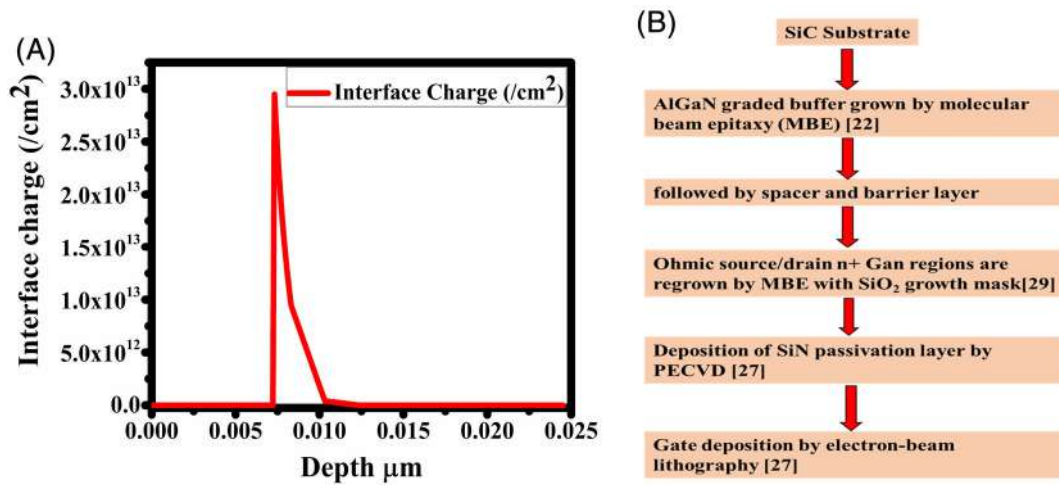 (A)
Interface Charge (/cm²)
3.0x10¹³
2.5x10¹³
2.0x10¹³
1.5x10¹³
1.0x10¹³
5.0x10¹²
0.0
Interface charge (/cm²)
0.000
0.005
0.010
0.015
0.020
0.025
Depth µm
(B)
SiC Substrate
AlGaN graded buffer grown by molecular
beam epitaxy (MBE) [22]
followed by spacer and barrier layer
Ohmic source/drain n+ Gan regions are
regrown by MBE with SiO₂ growth mask[29]
Deposition of SiN passivation layer by
PECVD [27]
Gate deposition by electron-beam
lithography [27]